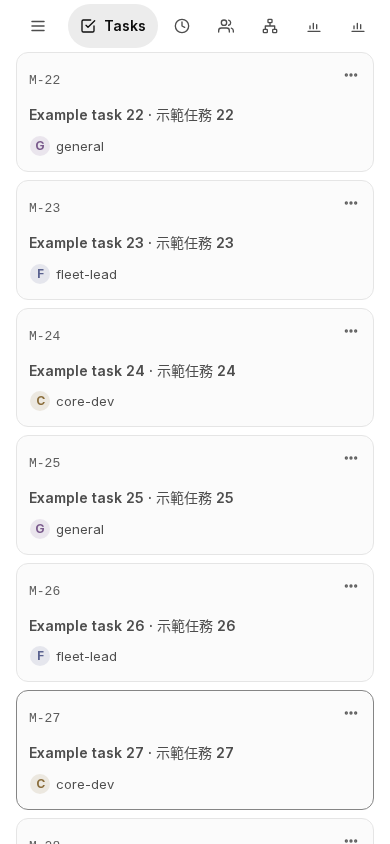 Tasks
M-22
Example task 22 · 示範任務 22
G general
M-23
Example task 23 · 示範任務 23
F fleet-lead
M-24
Example task 24 · 示範任務 24
C core-dev
M-25
Example task 25 · 示範任務 25
G general
M-26
Example task 26 · 示範任務 26
F fleet-lead
M-27
Example task 27 · 示範任務 27
C core-dev